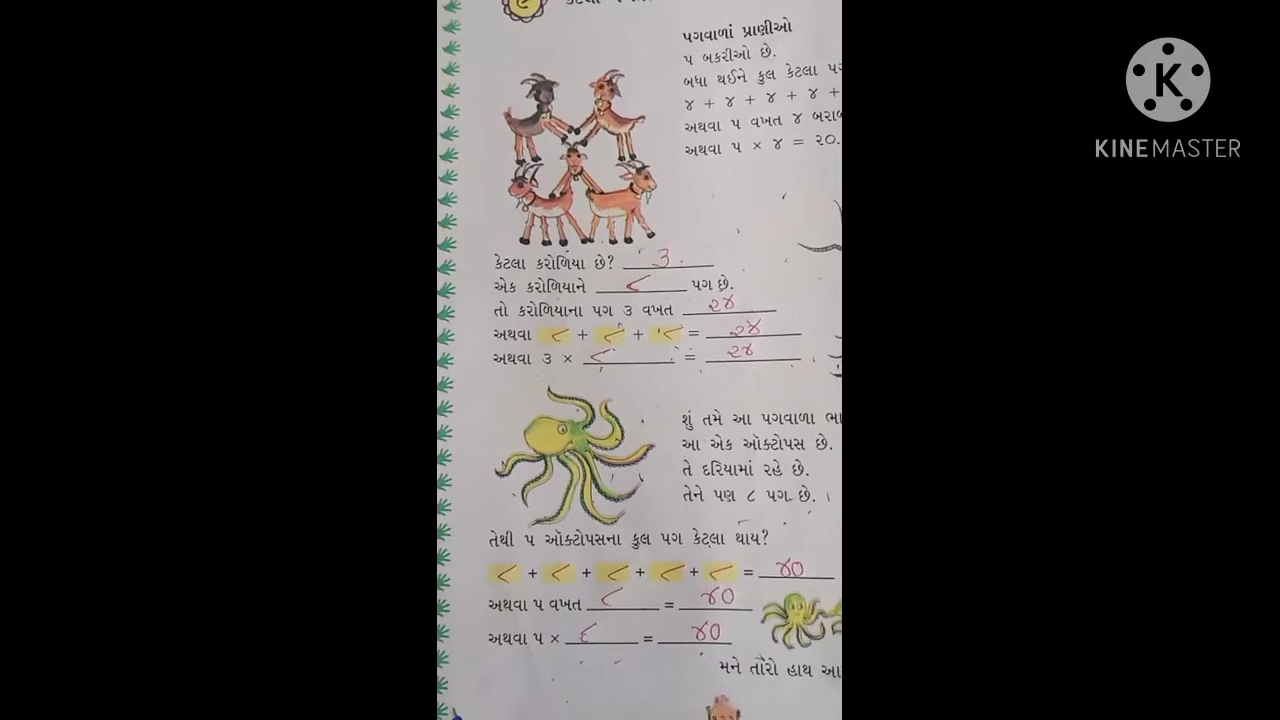 ૯
પગવાળાં પ્રાણીઓ
૫ બકરીઓ છે.
બધા થઈને કુલ કેટલા
૪ + ૪ + ૪ + ૪ +
અથવા ૫ વખત ૪
અથવા ૫ × ૪ = ૨૦.
કેટલા કરોળિયા છે? ૩
એક કરોળિયાને ૮ પગ છે.
તો કરોળિયાના પગ ૩ વખત ૨૪
અથવા ૮ + ૮ + ૮ = ૨૪
અથવા ૩ × ૮ = ૨૪
શું તમે આ પગવાળા
આ એક ઑક્ટોપસ છે.
તે દરિયામાં રહે છે.
તેને પણ ૮ પગ છે.
તેથી ૫ ઑક્ટોપસના કુલ પગ કેટલા થાય?
૮ + ૮ + ૮ + ૮ + ૮ = ૪૦
અથવા ૫ વખત ૮ = ૪૦
અથવા ૫ × ૬ = ૪૦
મને તારો હાથ
KINEMASTER